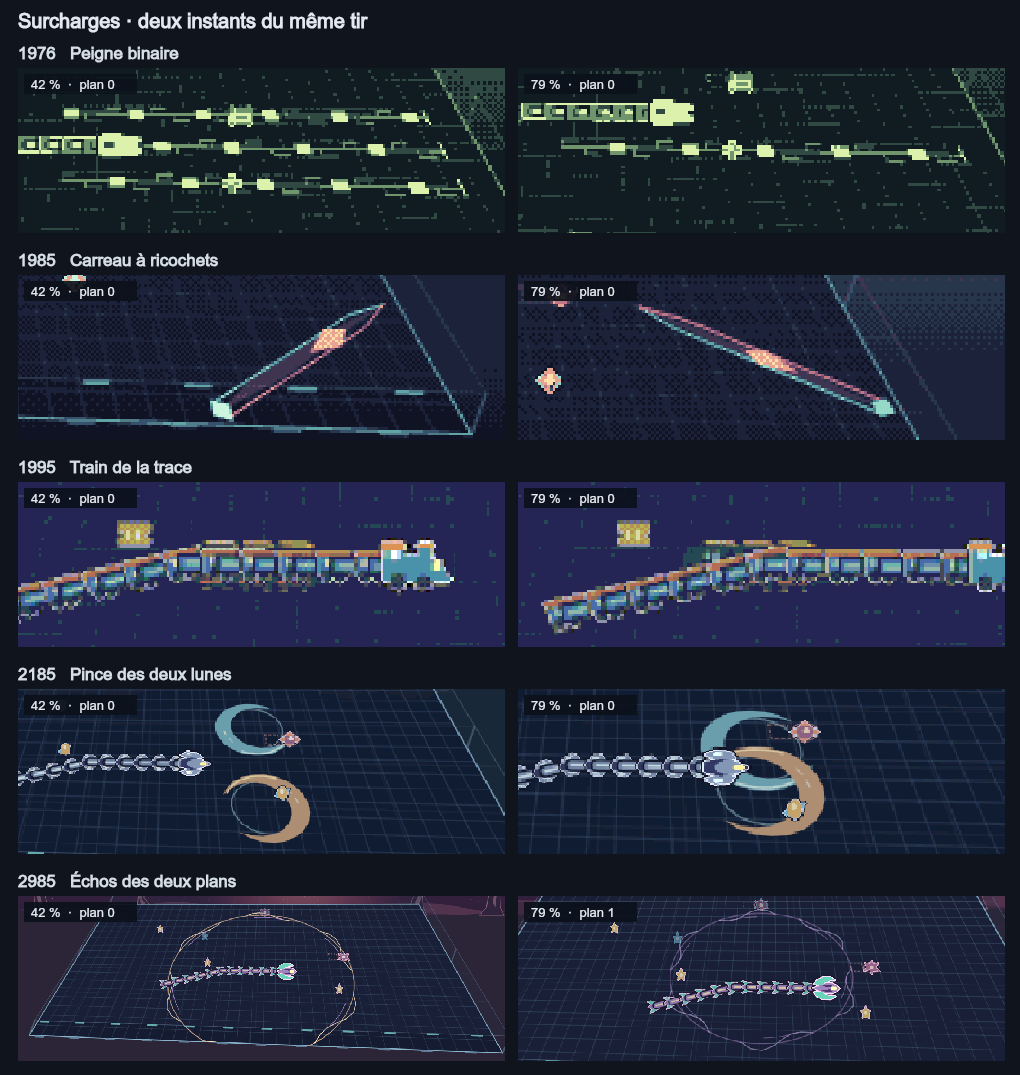 Surcharges · deux instants du même tir
1976 Peigne binaire
42 % · plan 0
79 % · plan 0
1985 Carreau à ricochets
42 % · plan 0
79 % · plan 0
1995 Train de la trace
42 % · plan 0
79 % · plan 0
2185 Pince des deux lunes
42 % · plan 0
79 % · plan 0
2985 Échos des deux plans
42 % · plan 0
79 % · plan 1